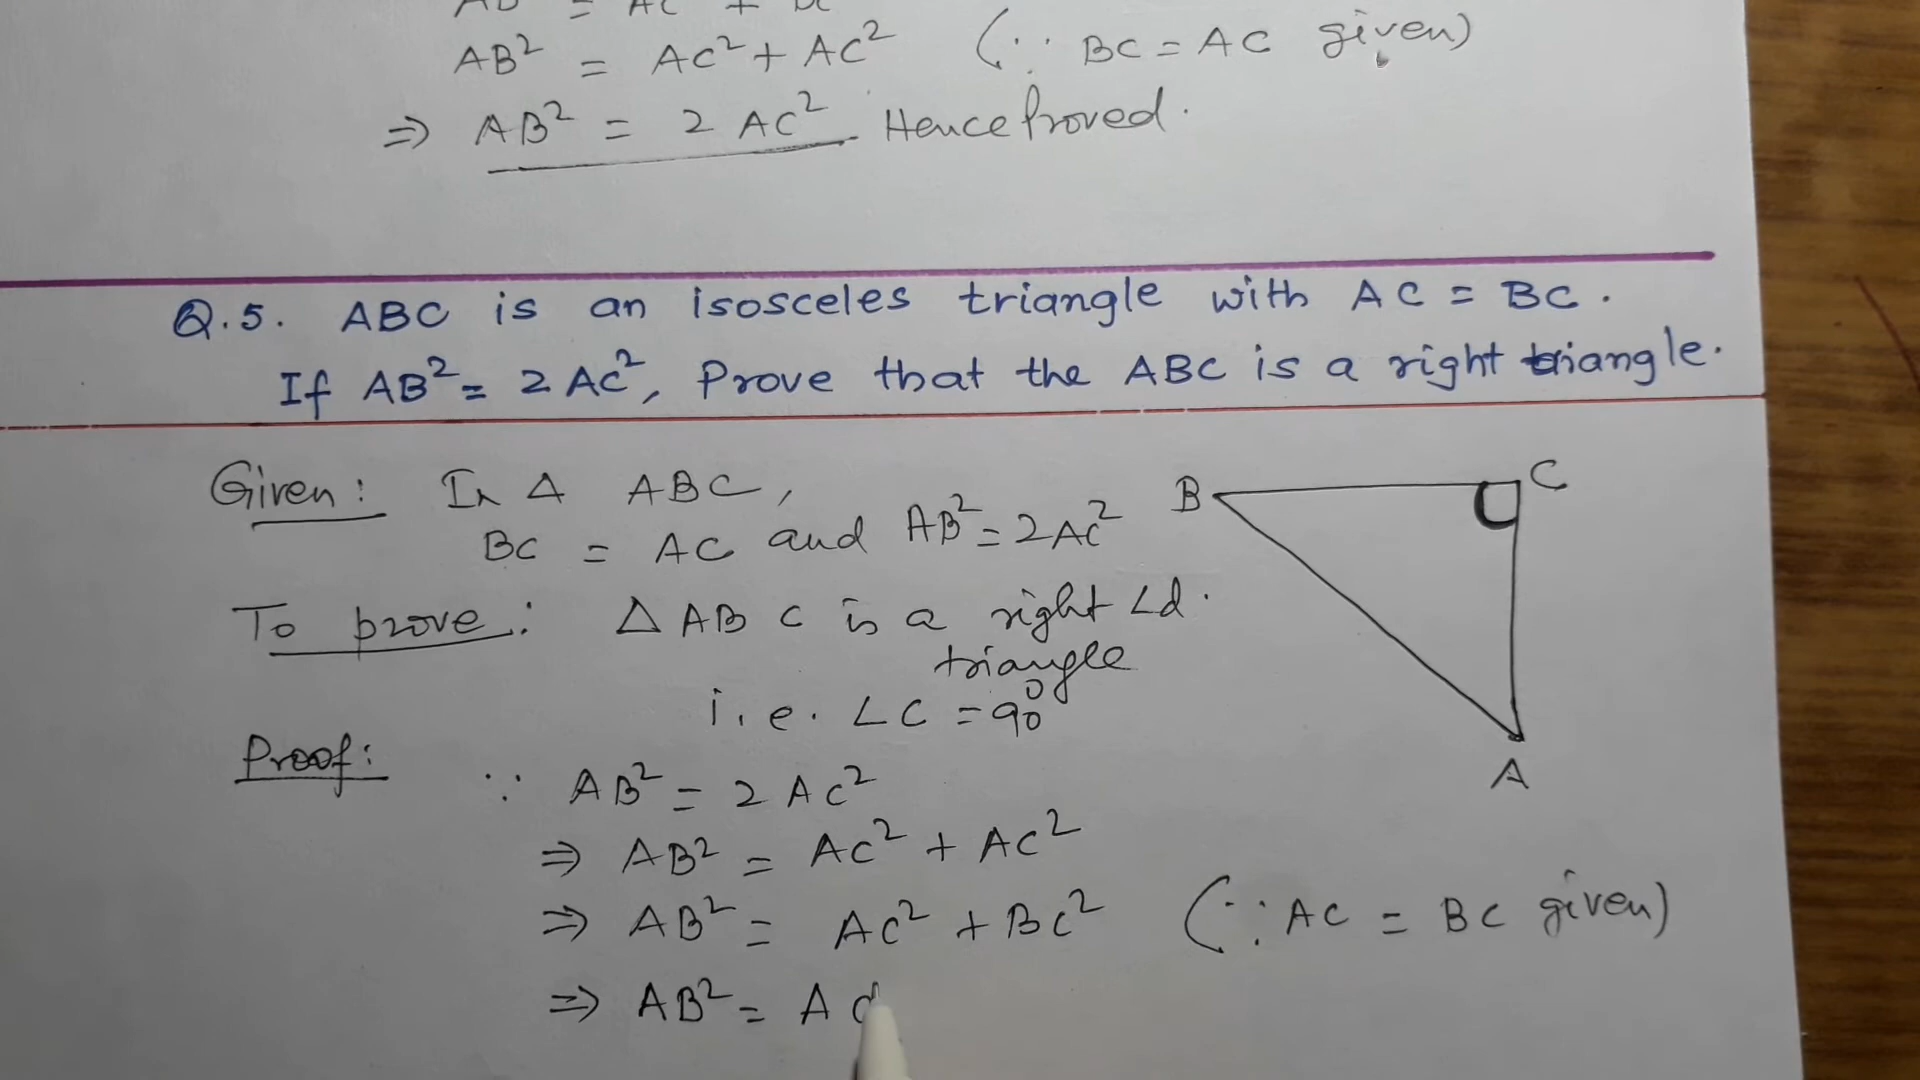 AB² = AC² + AC² (∵ BC = AC given)
⇒ AB² = 2 AC² Hence Proved.
Q.5. ABC is an isosceles triangle with AC = BC.
If AB² = 2 AC², Prove that the ABC is a right triangle.
Given: In Δ ABC,
BC = AC and AB² = 2AC²
To prove: Δ ABC is a right ∠d.
triangle
i.e. ∠C = 90°
Proof: ∵ AB² = 2 AC²
⇒ AB² = AC² + AC²
⇒ AB² = AC² + BC² (∵ AC = BC given)
⇒ AB² = AC
B
C
A